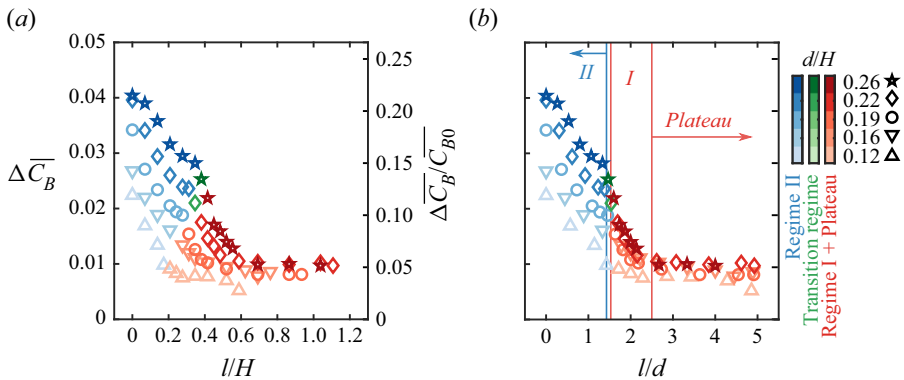 (a)
0.05
0.04
0.03
0.02
0.01
0
0.25
0.20
0.15
0.10
0.05
0
0 0.2 0.4 0.6 0.8 1.0 1.2
ΔC̅_B̅
ΔC̅_B̅/C̅_B̅0̅
l/H
(b)
II
I
Plateau
0 1 2 3 4 5
l/d
d/H
0.26
0.22
0.19
0.16
0.12
Regime II
Transition regime
Regime I + Plateau